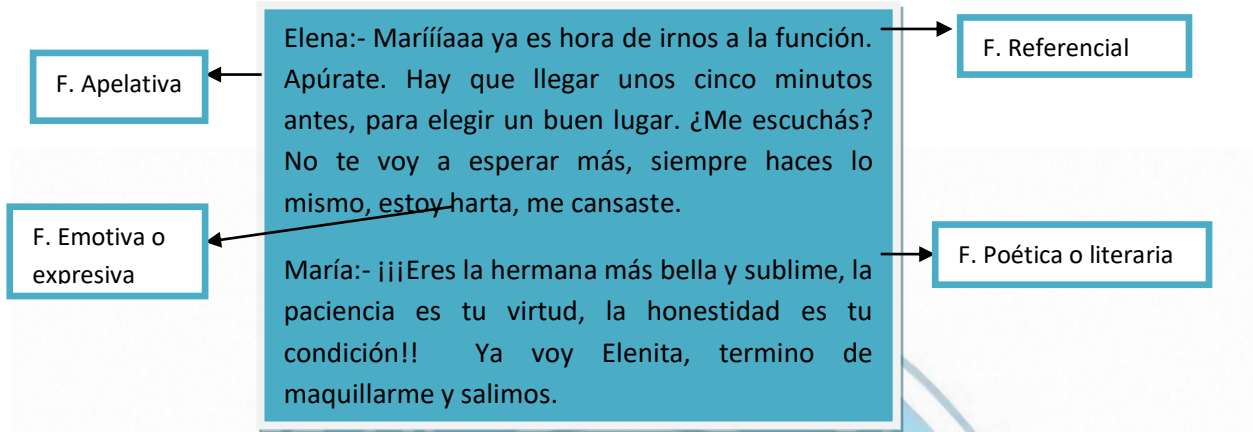 Elena:- Marííííaaa ya es hora de irnos a la función.
Apúrate. Hay que llegar unos cinco minutos
antes, para elegir un buen lugar. ¿Me escuchás?
No te voy a esperar más, siempre haces lo
mismo, estoy harta, me cansaste.
María:- ¡¡¡Eres la hermana más bella y sublime, la
paciencia es tu virtud, la honestidad es tu
condición!! Ya voy Elenita, termino de
maquillarme y salimos.
F. Apelativa
F. Emotiva o
expresiva
F. Referencial
F. Poética o literaria